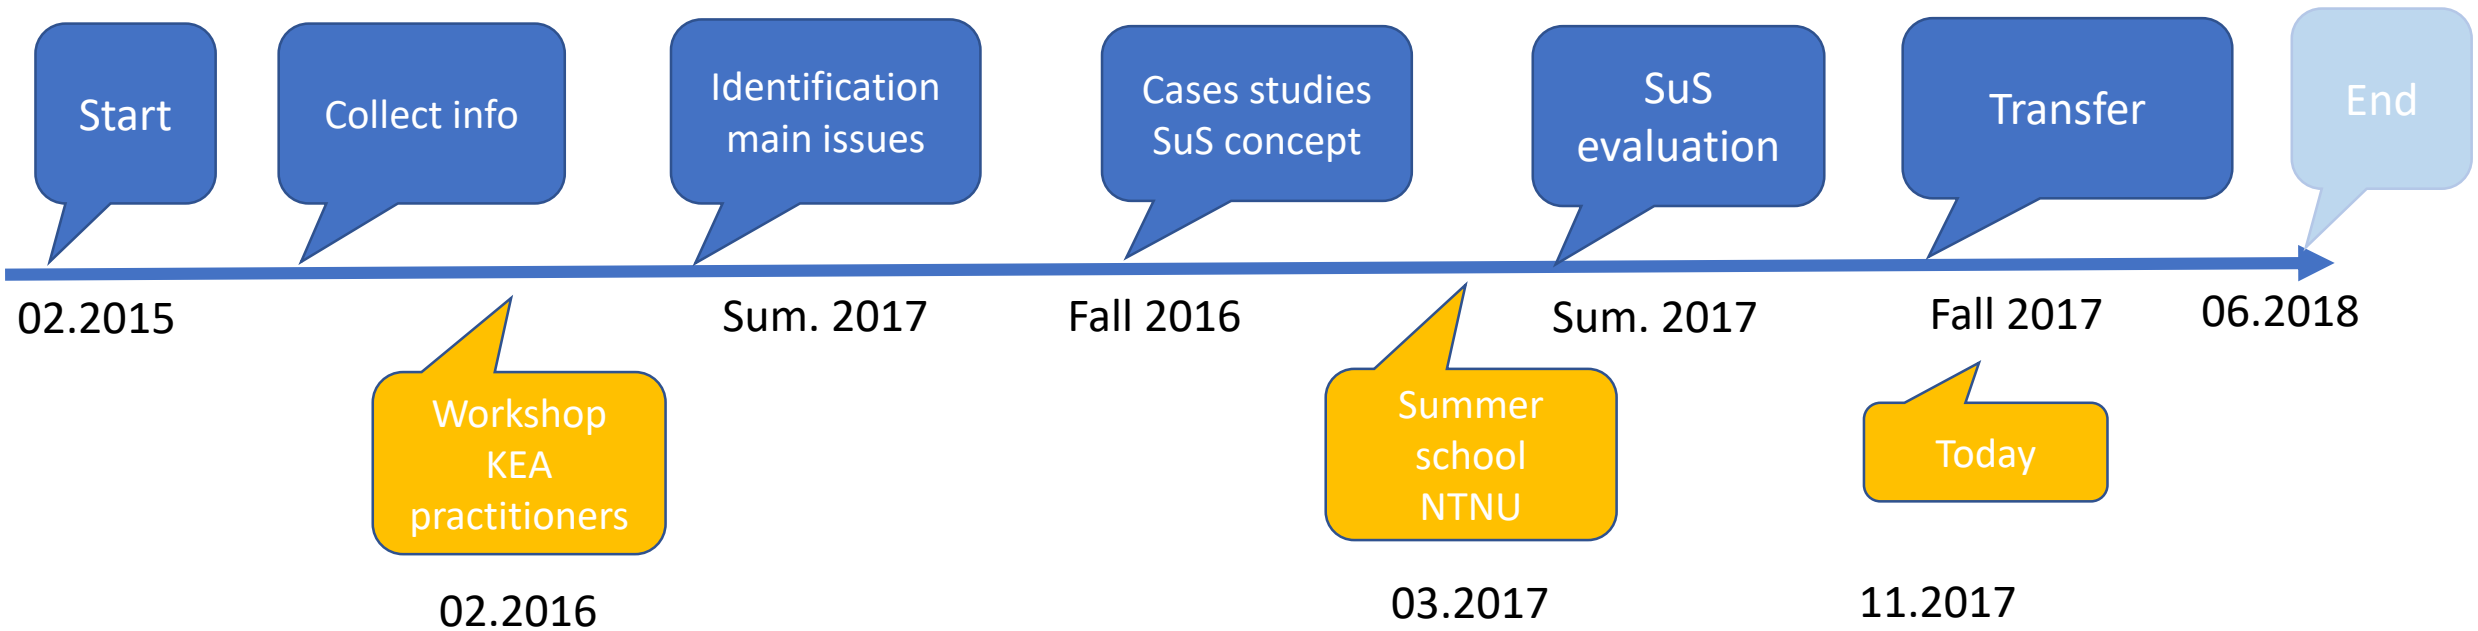 Start
Collect info
Identification
main issues
Cases studies
SuS concept
SuS
evaluation
Transfer
End
02.2015
Sum. 2017
Fall 2016
Sum. 2017
Fall 2017
06.2018
Workshop
KEA
practitioners
Summer
school
NTNU
Today
02.2016
03.2017
11.2017